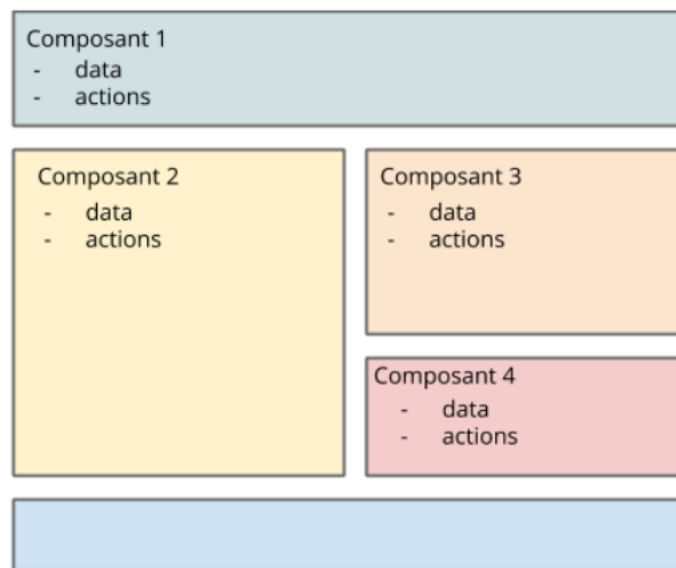 Composant 1
- data
- actions
Composant 2
- data
- actions
Composant 3
- data
- actions
Composant 4
- data
- actions